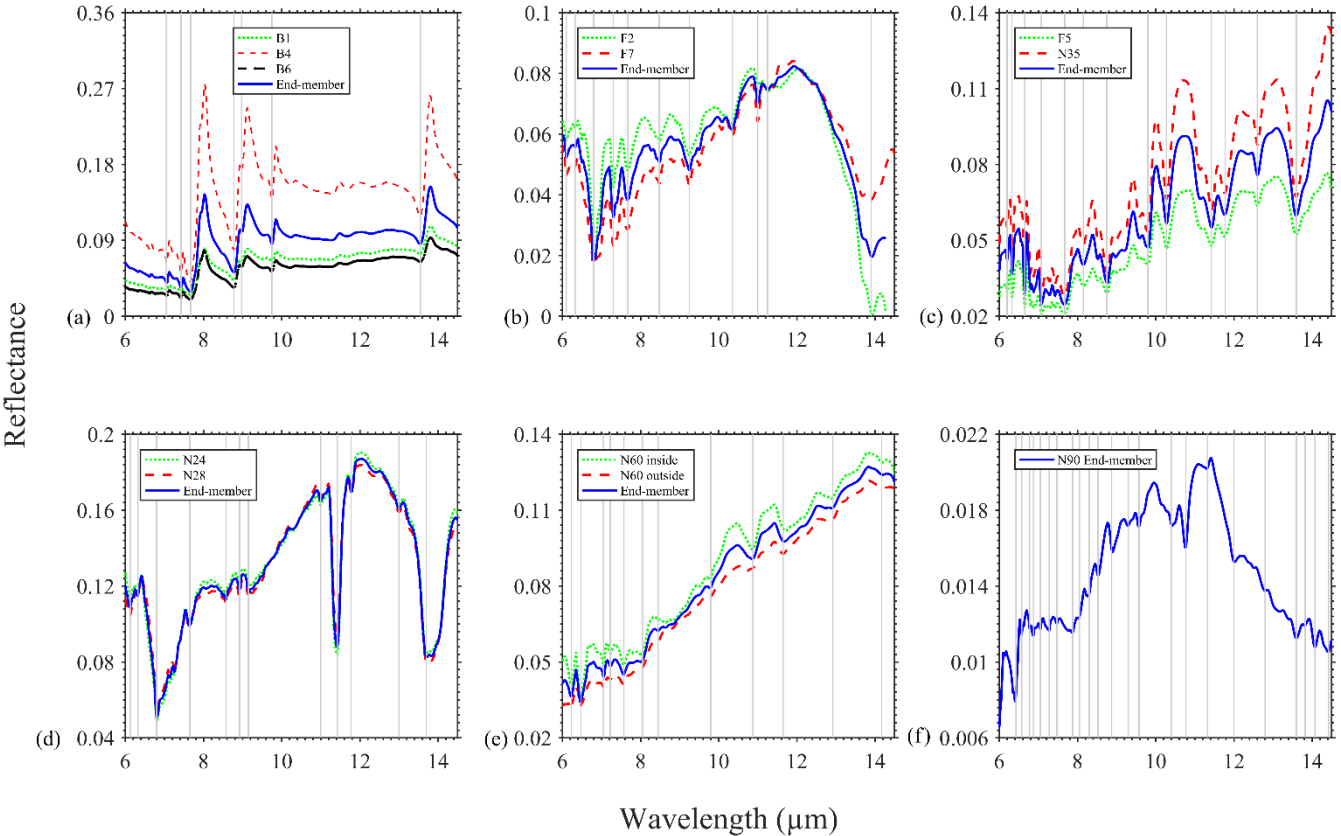 0.36
0.27
0.18
0.09
0
B1
B4
B6
End-member
(a)
6 8 10 12 14
0.1
0.08
0.06
0.04
0.02
0
F2
F7
End-member
(b)
6 8 10 12 14
0.14
0.11
0.08
0.05
0.02
F5
N35
End-member
(c)
6 8 10 12 14
Reflectance
0.2
0.16
0.12
0.08
0.04
N24
N28
End-member
(d)
6 8 10 12 14
0.14
0.11
0.08
0.05
0.02
N60 inside
N60 outside
End-member
(e)
6 8 10 12 14
0.022
0.018
0.014
0.01
0.006
N90 End-member
(f)
6 8 10 12 14
Wavelength (µm)